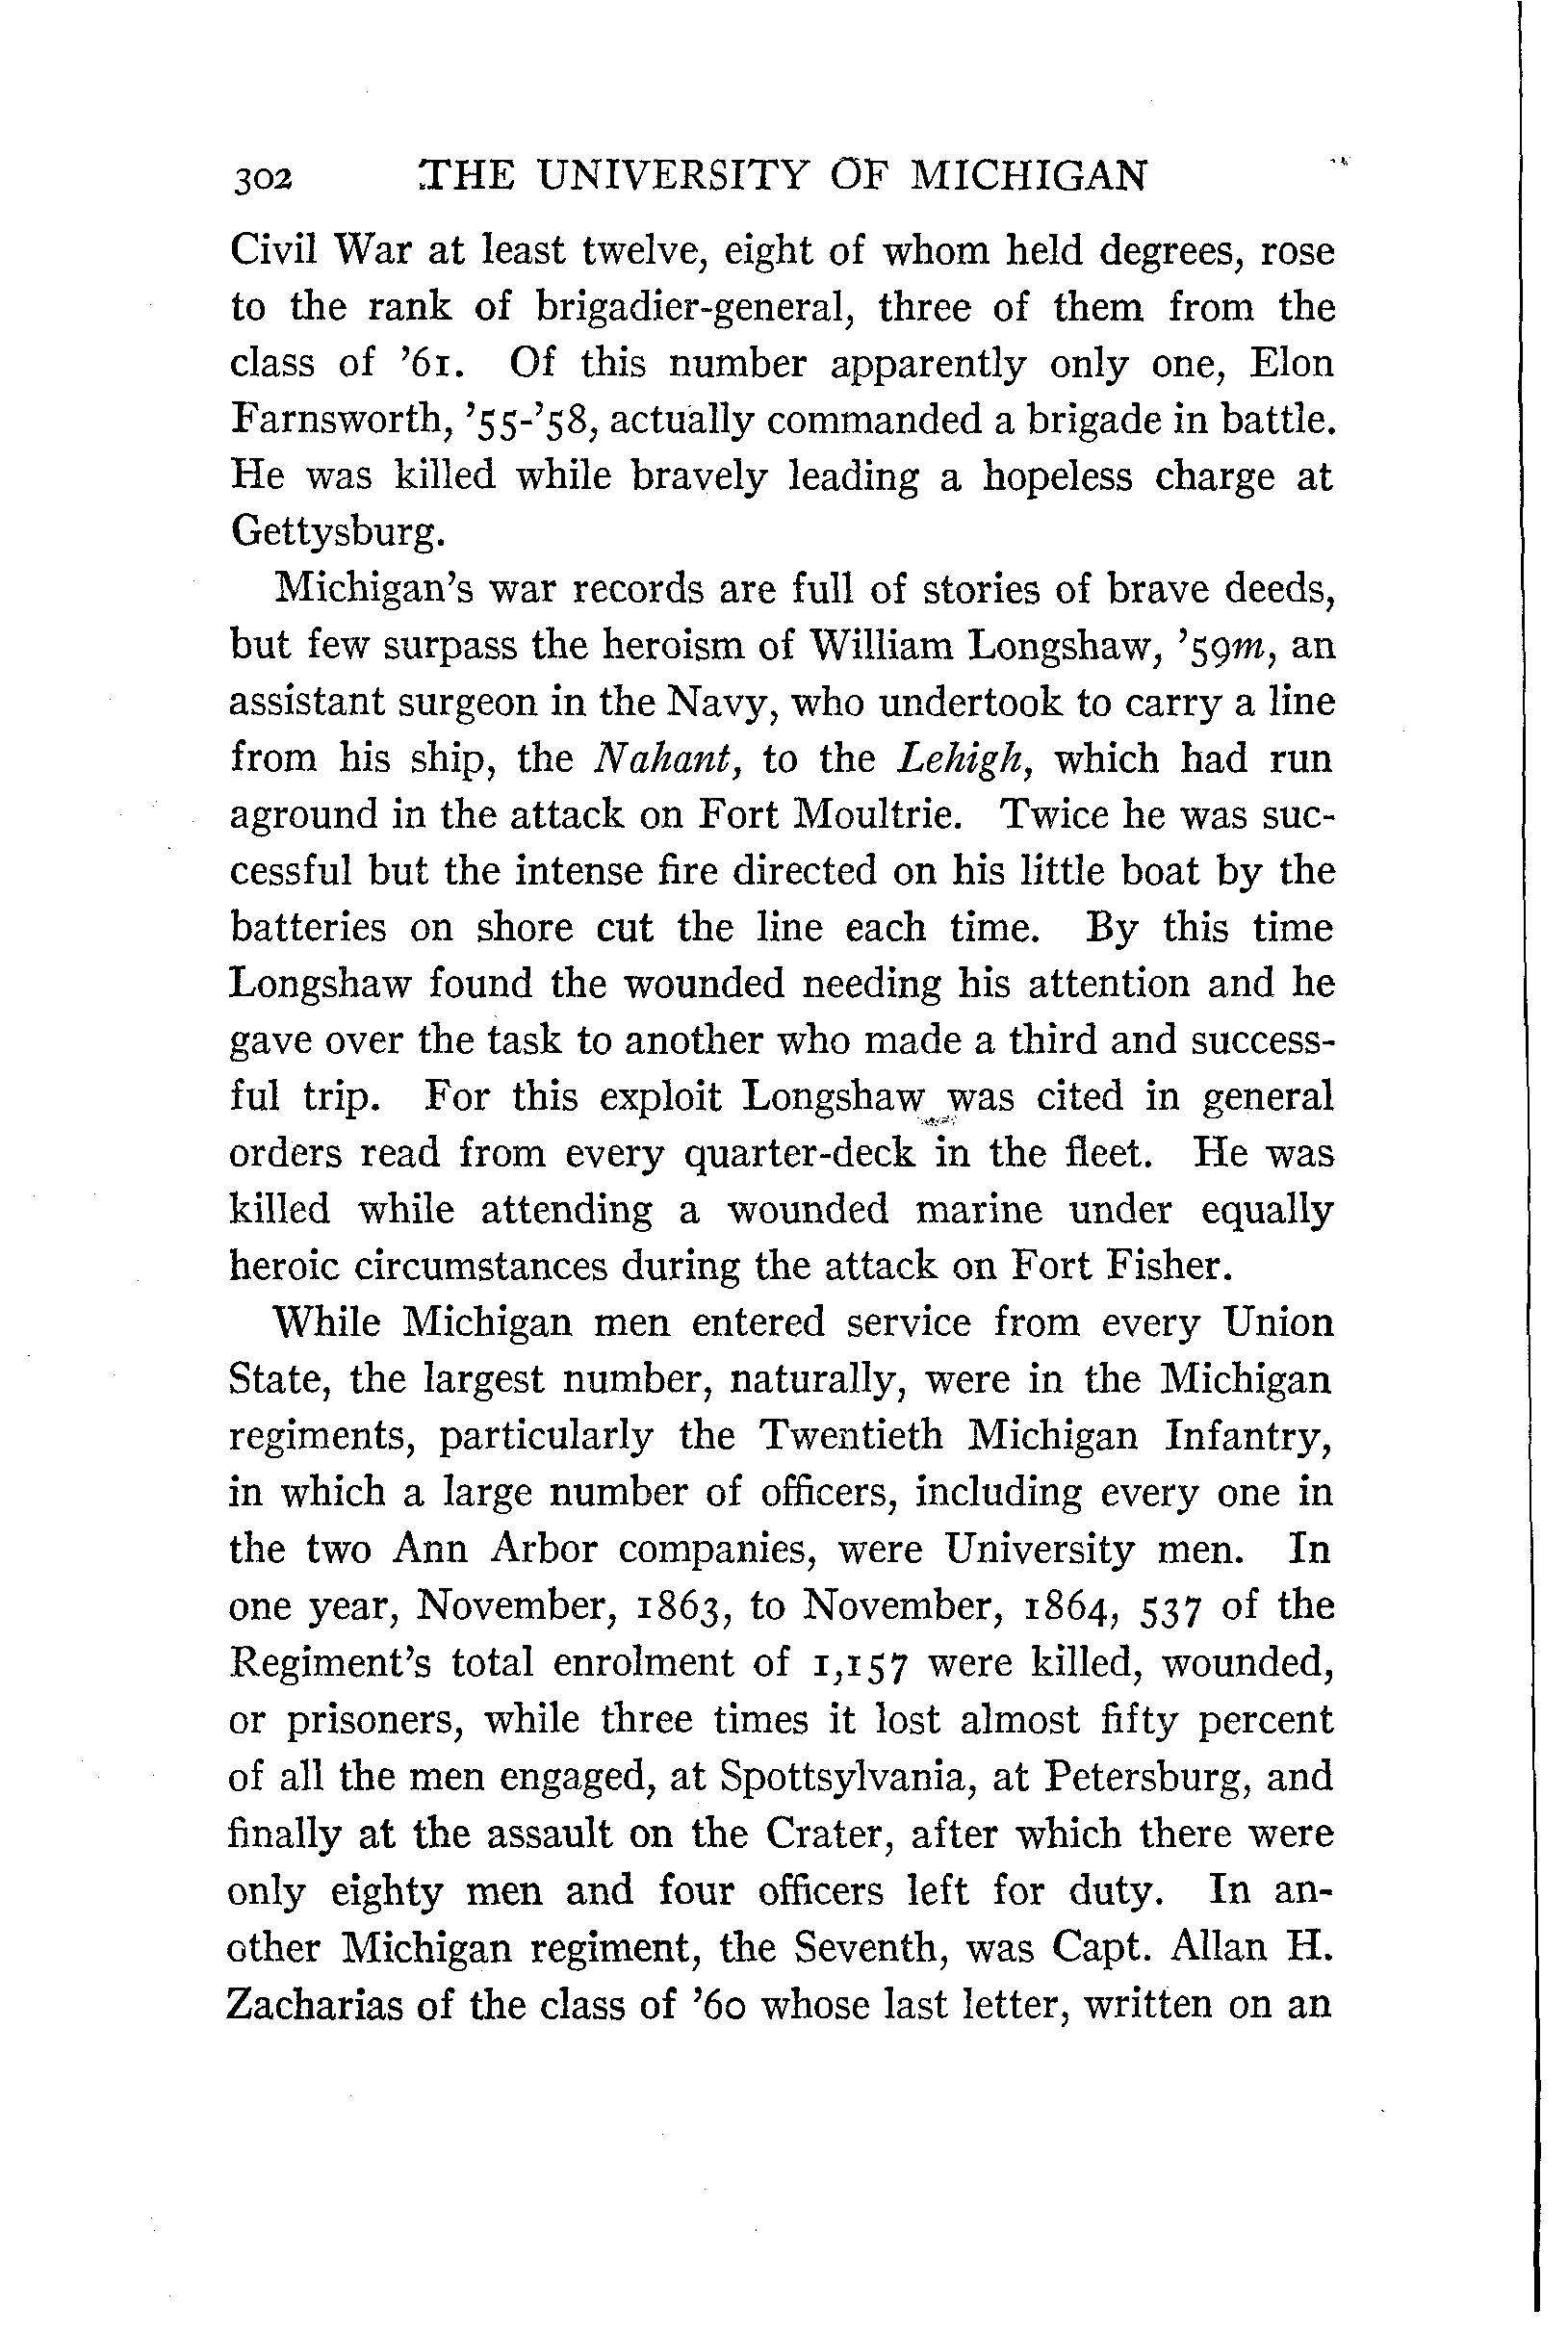 302 THE UNIVERSITY OF MICHIGAN
Civil War at least twelve, eight of whom held degrees, rose
to the rank of brigadier-general, three of them from the
class of ’61. Of this number apparently only one, Elon
Farnsworth, ’55-’58, actually commanded a brigade in battle.
He was killed while bravely leading a hopeless charge at
Gettysburg.
Michigan’s war records are full of stories of brave deeds,
but few surpass the heroism of William Longshaw, ’59m, an
assistant surgeon in the Navy, who undertook to carry a line
from his ship, the Nahant, to the Lehigh, which had run
aground in the attack on Fort Moultrie. Twice he was suc-
cessful but the intense fire directed on his little boat by the
batteries on shore cut the line each time. By this time
Longshaw found the wounded needing his attention and he
gave over the task to another who made a third and success-
ful trip. For this exploit Longshaw was cited in general
orders read from every quarter-deck in the fleet. He was
killed while attending a wounded marine under equally
heroic circumstances during the attack on Fort Fisher.
While Michigan men entered service from every Union
State, the largest number, naturally, were in the Michigan
regiments, particularly the Twentieth Michigan Infantry,
in which a large number of officers, including every one in
the two Ann Arbor companies, were University men. In
one year, November, 1863, to November, 1864, 537 of the
Regiment’s total enrolment of 1,157 were killed, wounded,
or prisoners, while three times it lost almost fifty percent
of all the men engaged, at Spottsylvania, at Petersburg, and
finally at the assault on the Crater, after which there were
only eighty men and four officers left for duty. In an-
other Michigan regiment, the Seventh, was Capt. Allan H.
Zacharias of the class of ’60 whose last letter, written on an